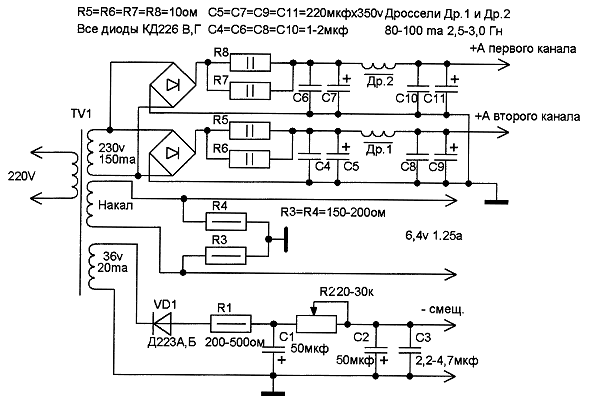 R5=R6=R7=R8=10ом C5=C7=C9=C11=220мкфx350v Дроссели Др.1 и Др.2
Все диоды КД226 В,Г C4=C6=C8=C10=1-2мкф 80-100 ma 2,5-3,0 Гн
R8
+А первого канала
R7
C6
C7
+
Др.2
C10
C11
+
TV1
R5
+А второго канала
230v
150ma
R6
C4
+
C5
Др.1
C8
+
C9
220V
Накал
R4
R3=R4=150-200ом
R3
6,4v 1.25a
36v
20ma
VD1
R1
R220-30к
- смещ.
Д223А,Б
200-500ом
C1
50мкф
+
C2
50мкф
+
C3
2,2-4,7мкф